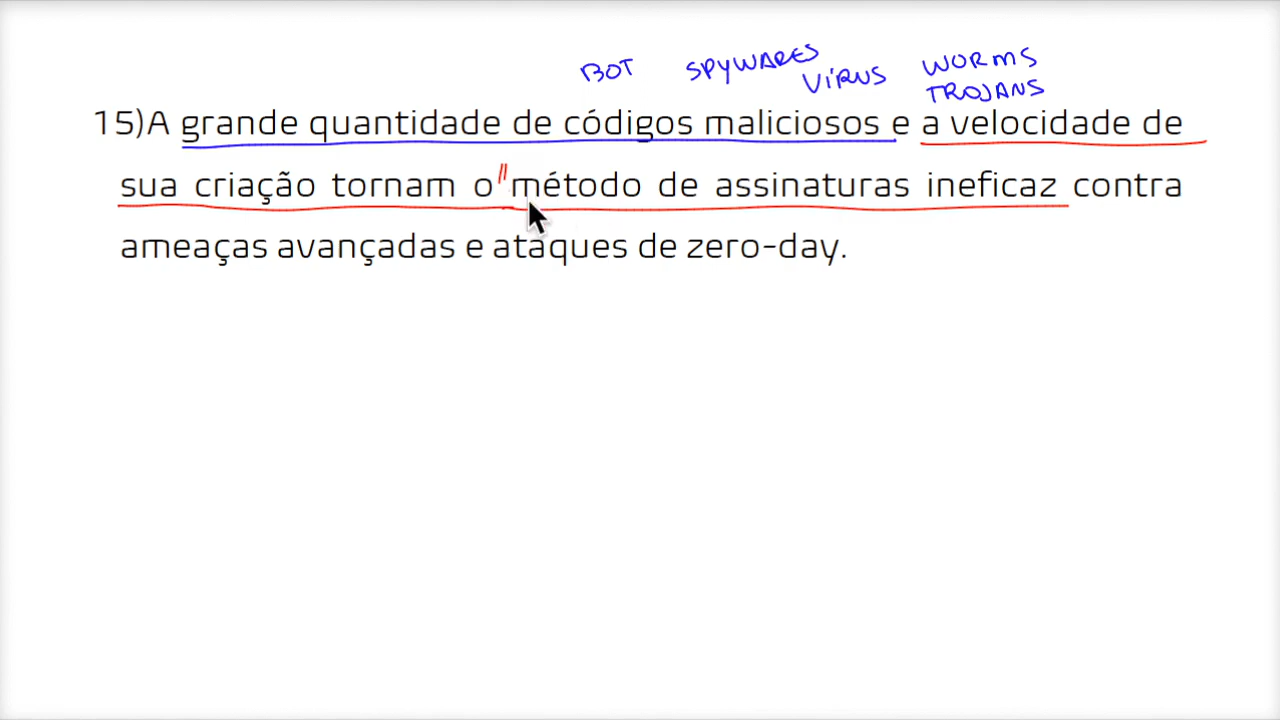 BOT SPYWARES WORMS
VÍRUS TROJANS
15)A grande quantidade de códigos maliciosos e a velocidade de
sua criação tornam o "método de assinaturas ineficaz contra
ameaças avançadas e ataques de zero-day.